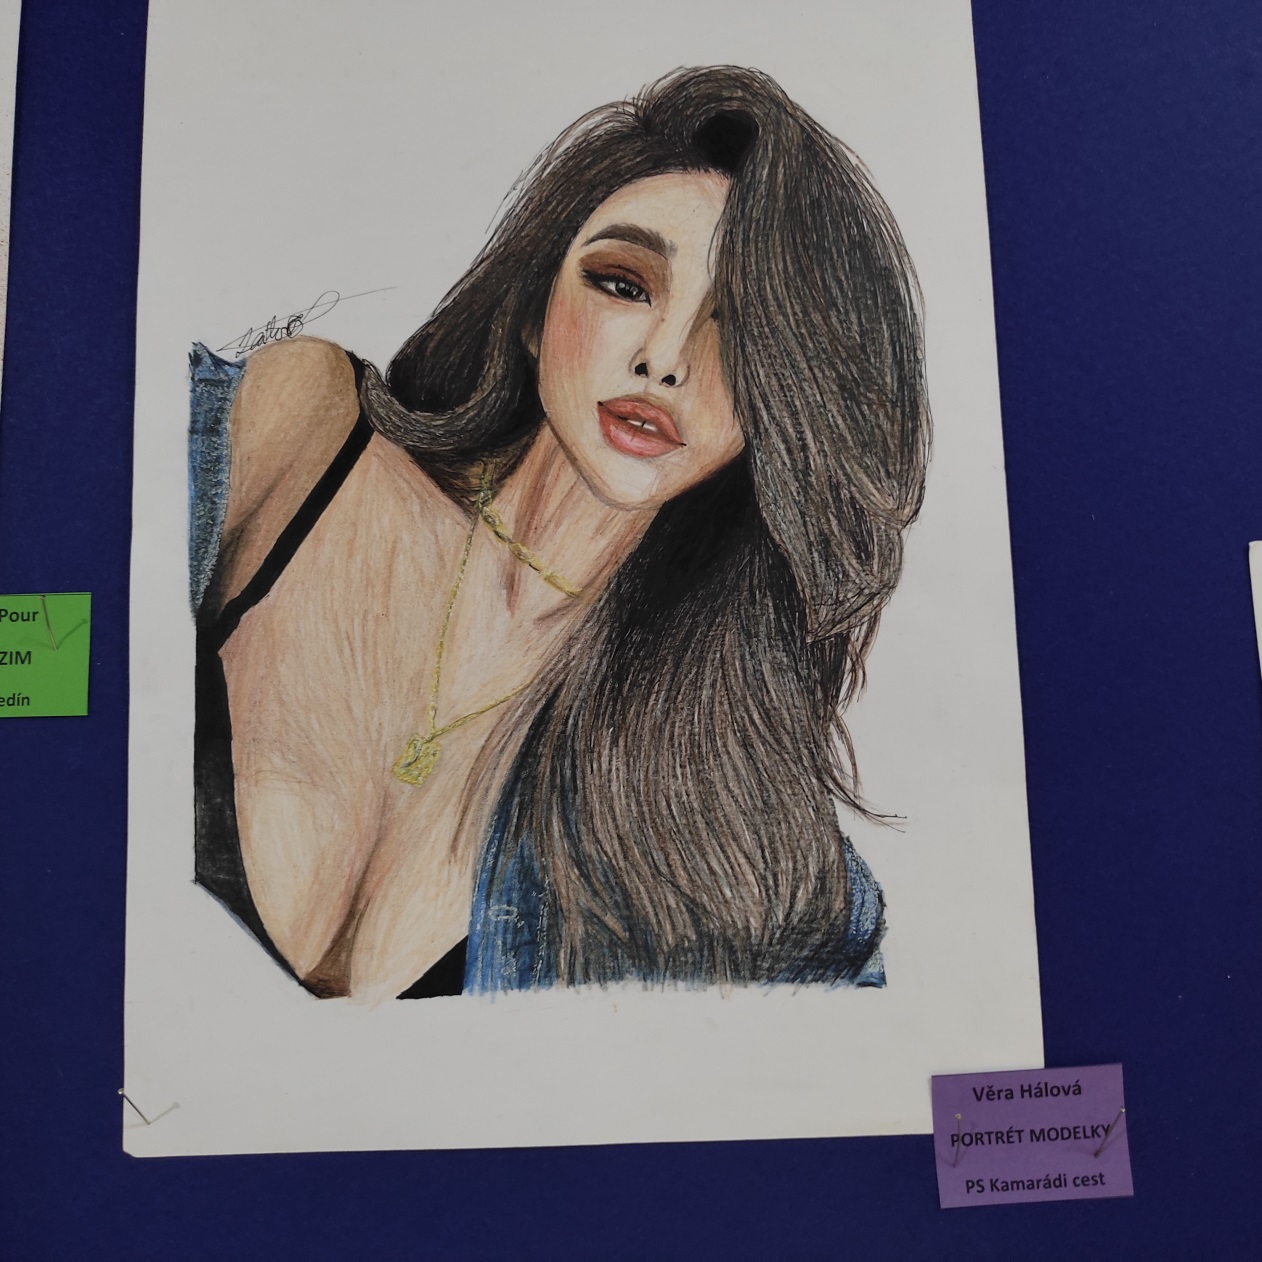 Pour
ZIM
edín
Věra Hálová
PORTRÉT MODELKY
PS Kamarádi cest